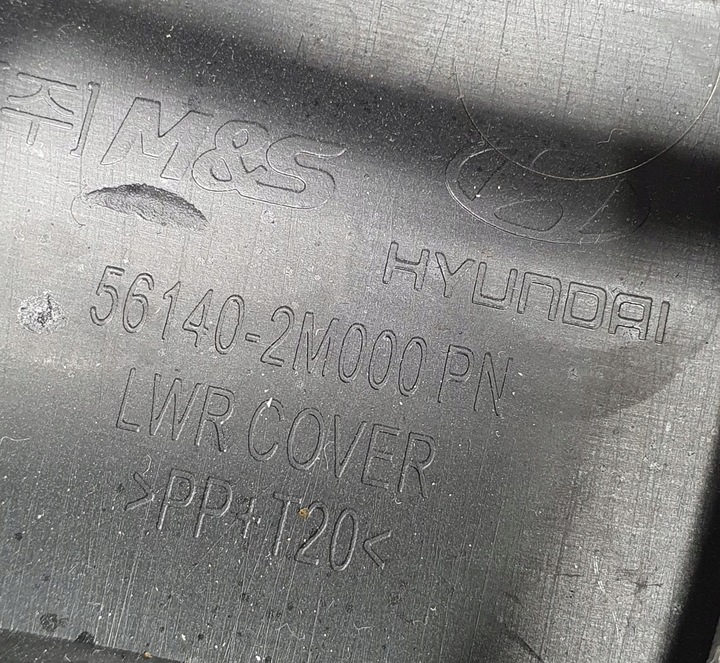 (주) M&S
HYUNDAI
56140-2M000 PN
LWR COVER
>PP+T20<